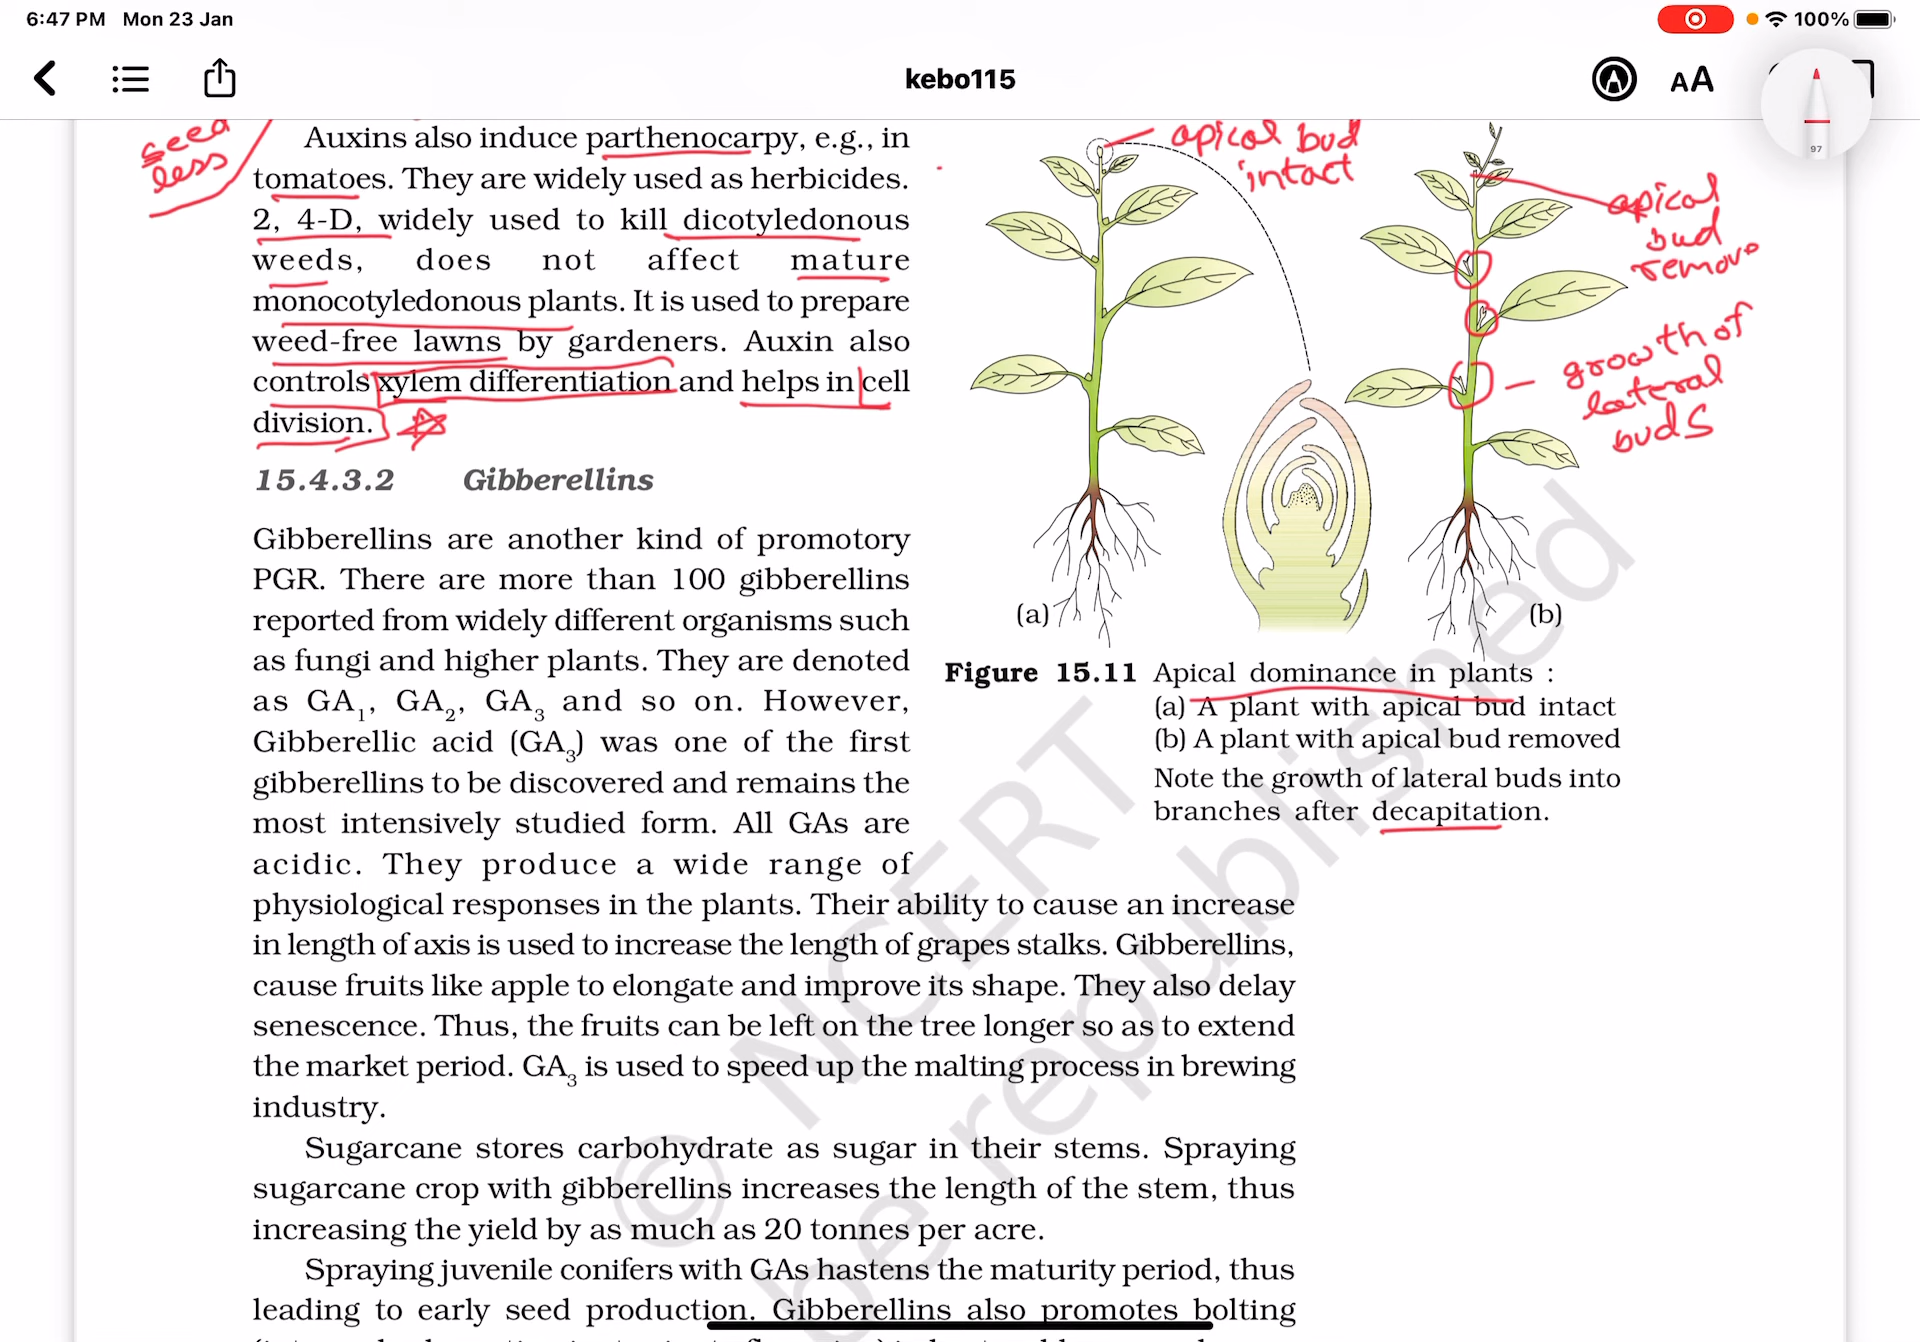 6:47 PM Mon 23 Jan
100%
kebo115
AA
97
seed
less
Auxins also induce parthenocarpy, e.g., in
tomatoes. They are widely used as herbicides.
2, 4-D, widely used to kill dicotyledonous
weeds, does not affect mature
monocotyledonous plants. It is used to prepare
weed-free lawns by gardeners. Auxin also
controls xylem differentiation and helps in cell
division.
15.4.3.2 Gibberellins
Gibberellins are another kind of promotory
PGR. There are more than 100 gibberellins
reported from widely different organisms such
as fungi and higher plants. They are denoted
as GA₁, GA₂, GA₃ and so on. However,
Gibberellic acid (GA₃) was one of the first
gibberellins to be discovered and remains the
most intensively studied form. All GAs are
acidic. They produce a wide range of
physiological responses in the plants. Their ability to cause an increase
in length of axis is used to increase the length of grapes stalks. Gibberellins,
cause fruits like apple to elongate and improve its shape. They also delay
senescence. Thus, the fruits can be left on the tree longer so as to extend
the market period. GA₃ is used to speed up the malting process in brewing
industry.
Sugarcane stores carbohydrate as sugar in their stems. Spraying
sugarcane crop with gibberellins increases the length of the stem, thus
increasing the yield by as much as 20 tonnes per acre.
Spraying juvenile conifers with GAs hastens the maturity period, thus
leading to early seed production. Gibberellins also promotes bolting
apical bud
intact
apical
bud
remove
growth of
lateral
buds
(a)
(b)
Figure 15.11 Apical dominance in plants :
(a) A plant with apical bud intact
(b) A plant with apical bud removed
Note the growth of lateral buds into
branches after decapitation.
© NCERT
be republished